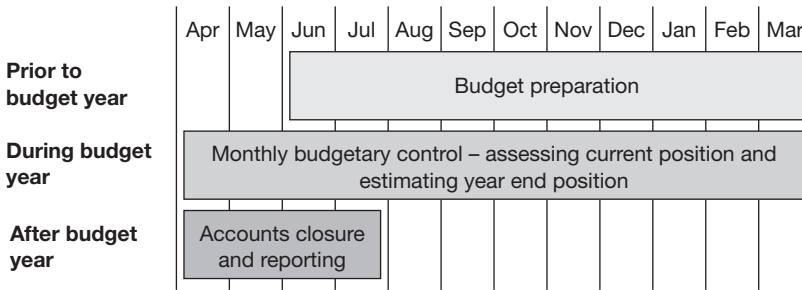 Apr May Jun Jul Aug Sep Oct Nov Dec Jan Feb Mar
Prior to
budget year
Budget preparation
During budget
year
Monthly budgetary control – assessing current position and
estimating year end position
After budget
year
Accounts closure
and reporting